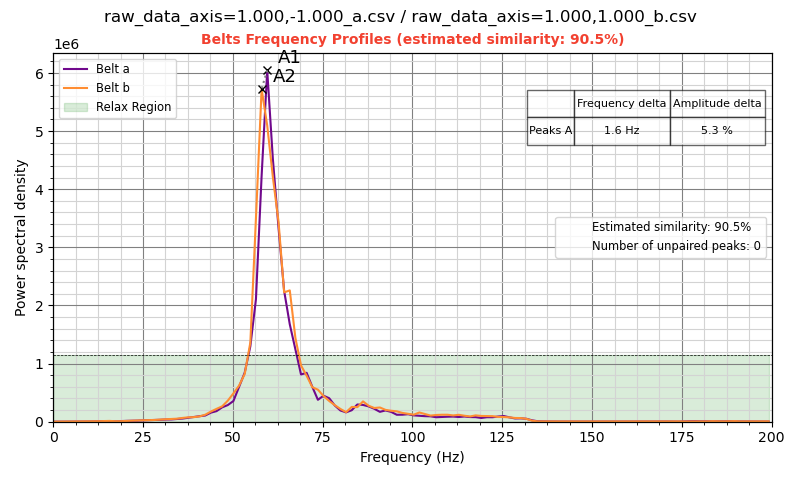 raw_data_axis=1.000,-1.000_a.csv / raw_data_axis=1.000,1.000_b.csv
Belts Frequency Profiles (estimated similarity: 90.5%)
1e6
A1
A2
Belt a
Belt b
Relax Region
Frequency delta Amplitude delta
Peaks A 1.6 Hz 5.3 %
Estimated similarity: 90.5%
Number of unpaired peaks: 0
Power spectral density
6
5
4
3
2
1
0
0 25 50 75 100 125 150 175 200
Frequency (Hz)